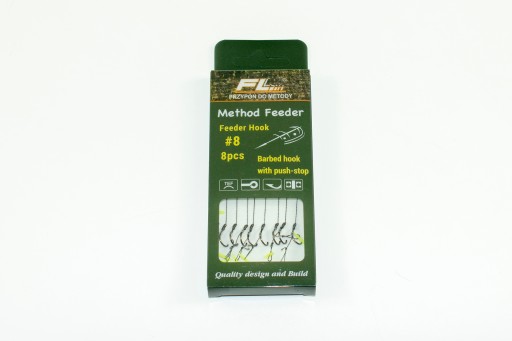 FL
PRZYPON DO METODY
Method Feeder
Feeder Hook
#8
8pcs
Barbed hook
with push-stop
Quality design and Build